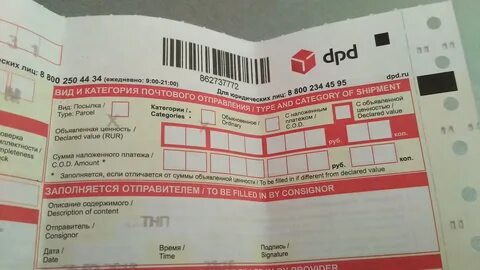 dpd
862737772
dpd.ru
ских лиц: 8 800 250 44 34 (ежедневно: 9:00-21:00)
Для юридических лиц: 8 800 234 45 95
ВИД И КАТЕГОРИЯ ПОЧТОВОГО ОТПРАВЛЕНИЯ / TYPE AND CATEGORY OF SHIPMENT
Вид: Посылка /
Type: Parcel
Категории /
Categories
Обыкновенное /
Ordinary
С наложенным
платежом /
C.O.D.
С объявленной
ценностью /
Declared value
X
Объявленная ценность /
Declared value (RUR)
руб.
коп.
Сумма наложенного платежа /
C.O.D. Amount *
руб.
коп.
* Заполняется, если отличается от суммы объявленной ценности / To be filled in if different from declared value
ЗАПОЛНЯЕТСЯ ОТПРАВИТЕЛЕМ / TO BE FILLED IN BY CONSIGNOR
Описание содержимого /
Description of content
ТНП
Отправитель /
Consignor
Дата /
Date
Время /
Time
Подпись /
Signature